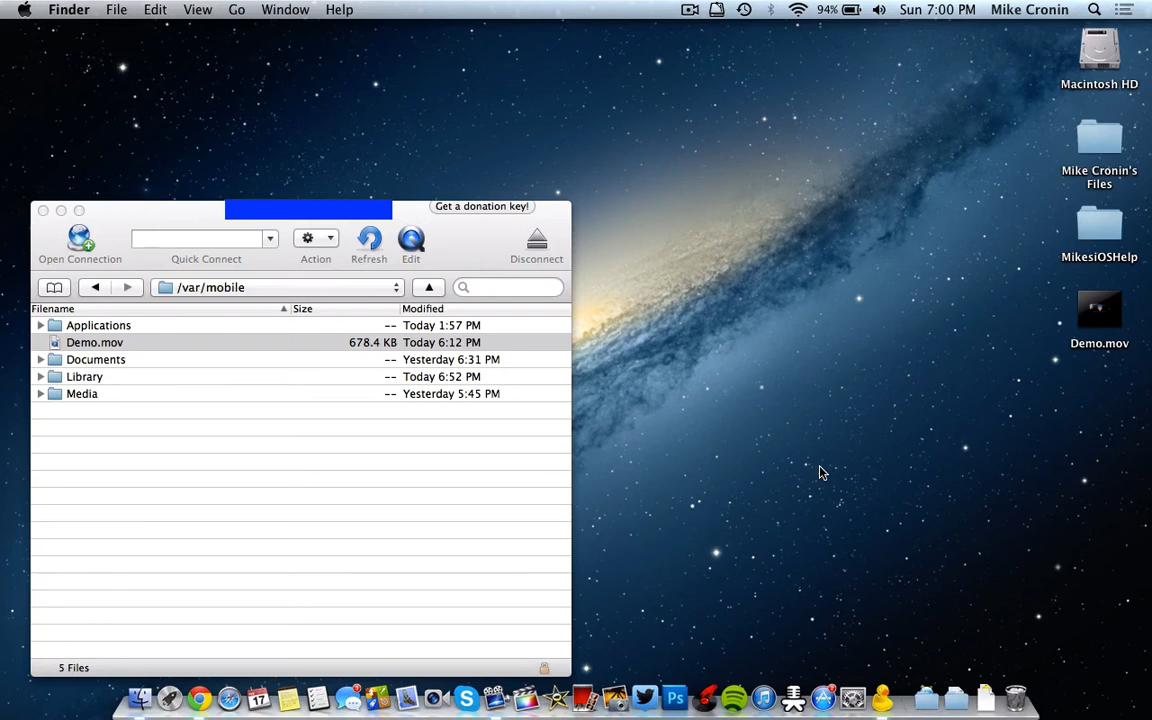 Finder File Edit View Go Window Help 94% Sun 7:00 PM Mike Cronin
Macintosh HD
Mike Cronin's
Files
MikesiOSHelp
Demo.mov
Get a donation key!
Open Connection Quick Connect Action Refresh Edit Disconnect
/var/mobile
Filename Size Modified
Applications -- Today 1:57 PM
Demo.mov 678.4 KB Today 6:12 PM
Documents -- Yesterday 6:31 PM
Library -- Today 6:52 PM
Media -- Yesterday 5:45 PM
5 Files
17
Ps